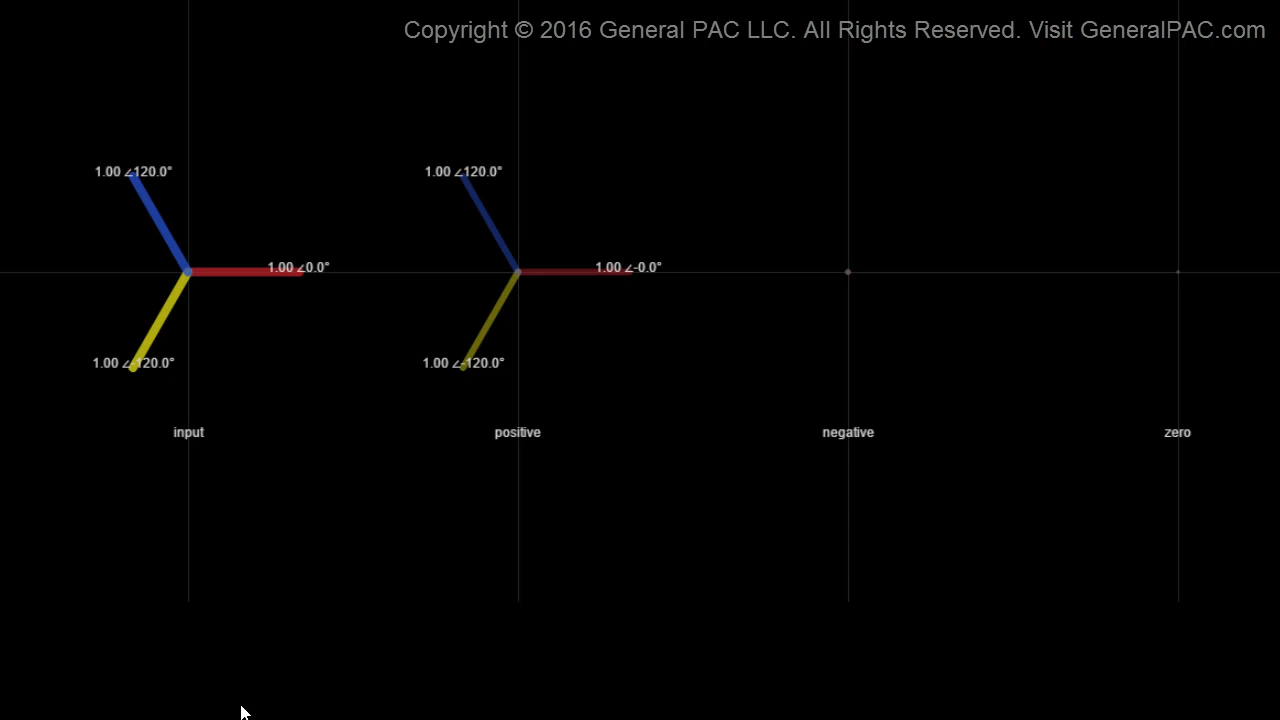 Copyright © 2016 General PAC LLC. All Rights Reserved. Visit GeneralPAC.com
1.00 ∠120.0° 1.00 ∠120.0°
1.00 ∠0.0° 1.00 ∠-0.0°
1.00 ∠-120.0° 1.00 ∠-120.0°
input positive negative zero